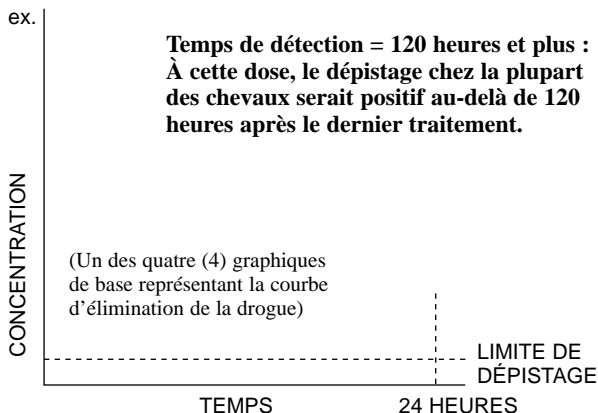 ex.
Temps de détection = 120 heures et plus :
À cette dose, le dépistage chez la plupart
des chevaux serait positif au-delà de 120
heures après le dernier traitement.
CONCENTRATION
(Un des quatre (4) graphiques
de base représentant la courbe
d'élimination de la drogue)
LIMITE DE
DÉPISTAGE
TEMPS
24 HEURES